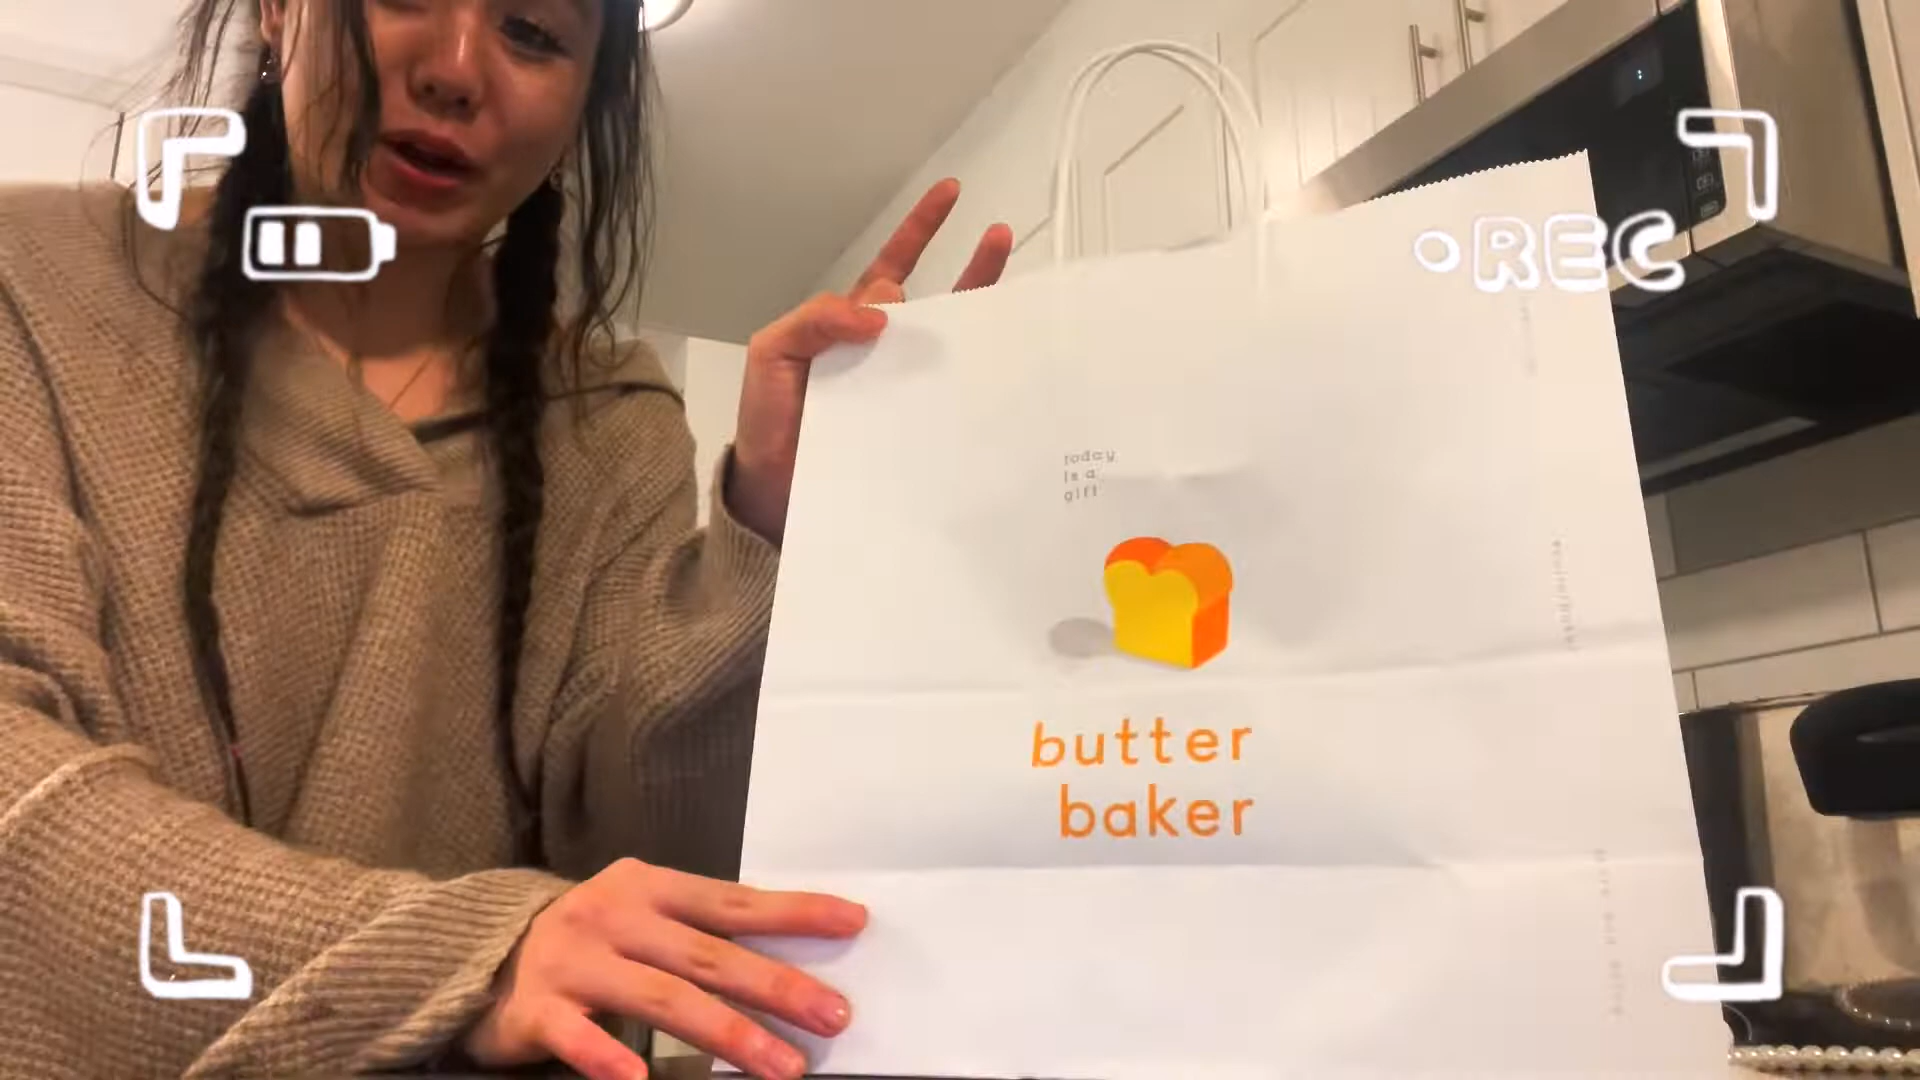 REC
today
is a
gift
butter
baker